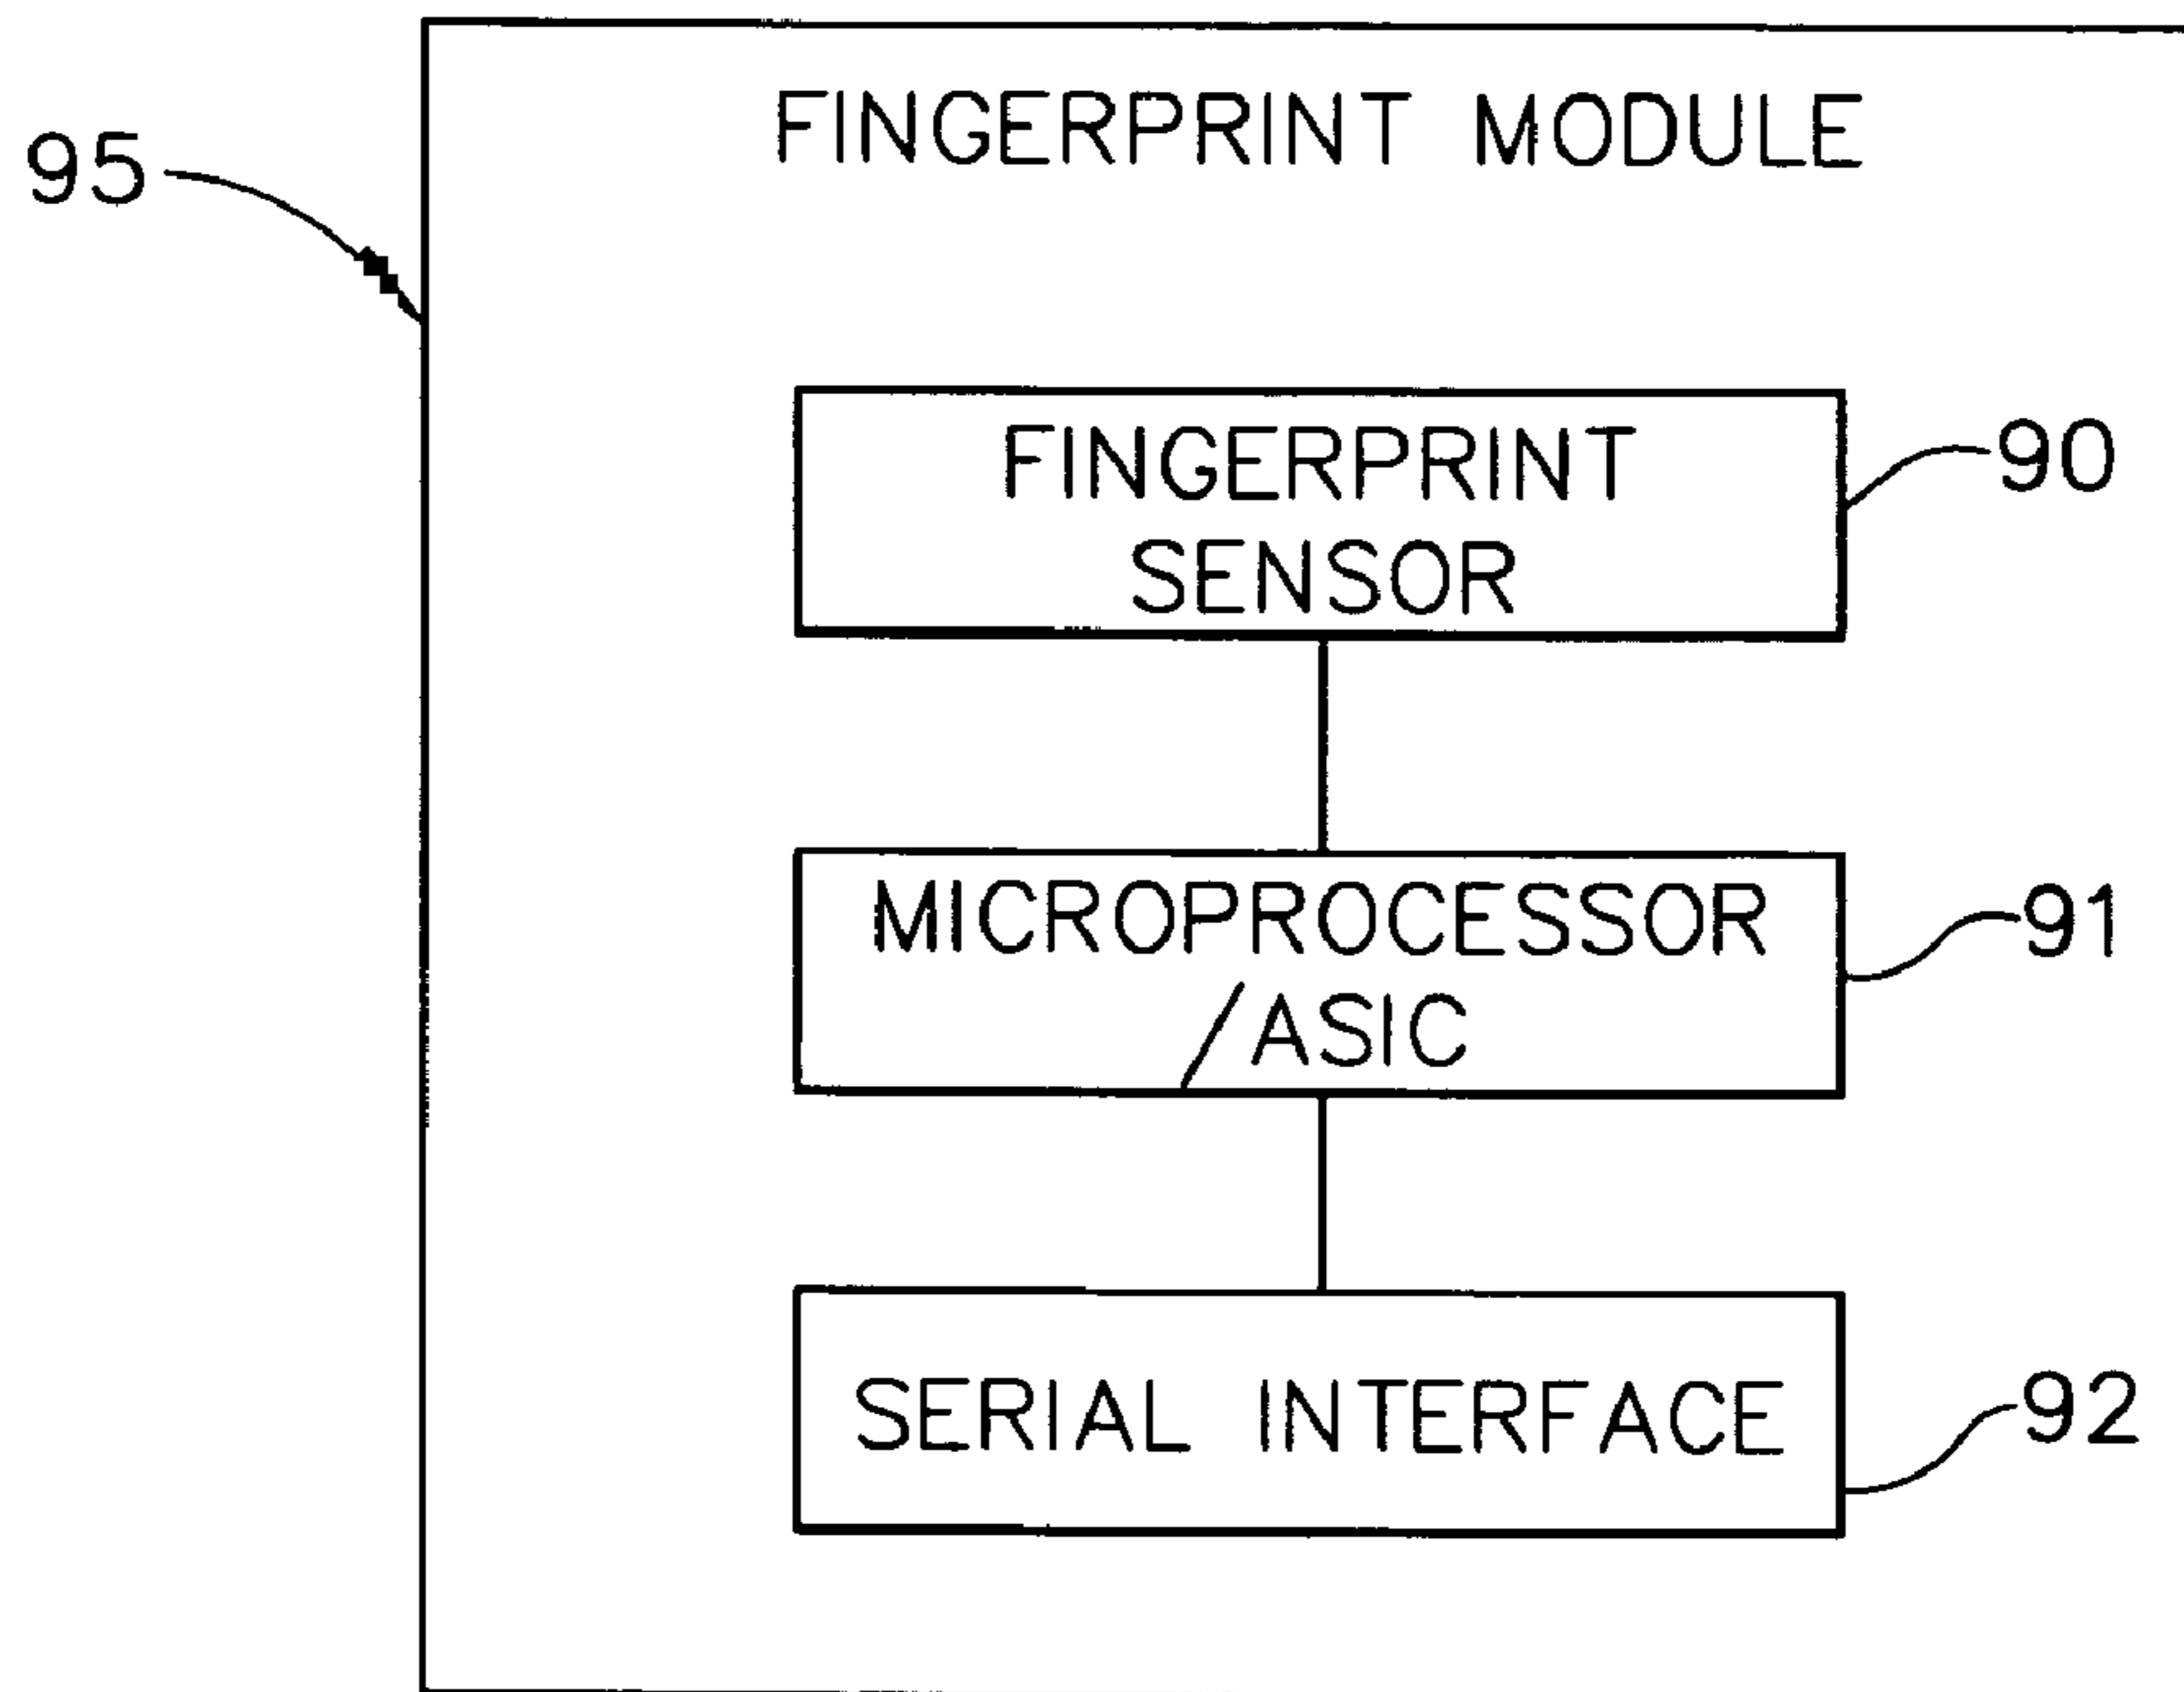 FINGERPRINT MODULE
95
FINGERPRINT
SENSOR
90
MICROPROCESSOR
/ASIC
91
SERIAL INTERFACE
92